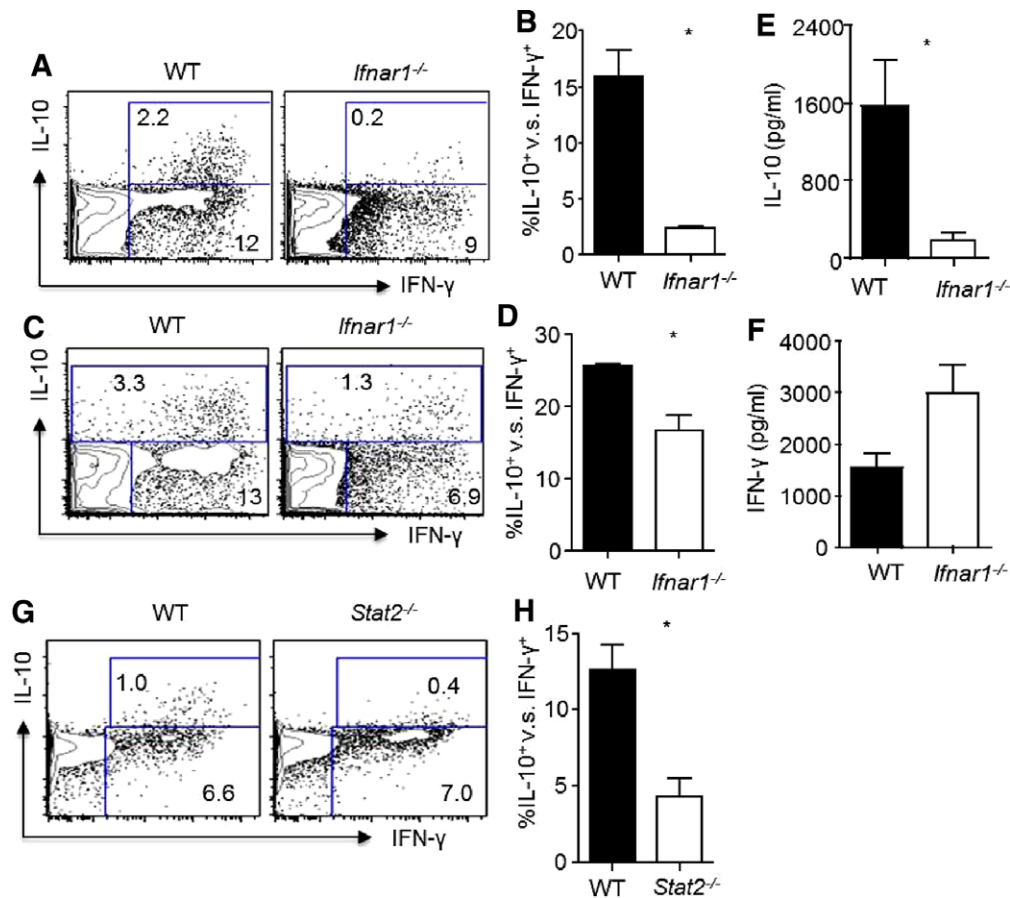 A
WT
Ifnar1-/-
IL-10
2.2
12
0.2
9
IFN-γ
B
*
%IL-10+ v.s. IFN-γ+
20
15
10
5
0
WT
Ifnar1-/-
E
*
IL-10 (pg/ml)
2400
1600
800
0
WT
Ifnar1-/-
C
WT
Ifnar1-/-
IL-10
3.3
13
1.3
6.9
IFN-γ
D
*
%IL-10+ v.s. IFN-γ+
30
20
10
0
WT
Ifnar1-/-
F
IFN-γ (pg/ml)
4000
3000
2000
1000
0
WT
Ifnar1-/-
G
WT
Stat2-/-
IL-10
1.0
6.6
0.4
7.0
IFN-γ
H
*
%IL-10+ v.s. IFN-γ+
15
10
5
0
WT
Stat2-/-